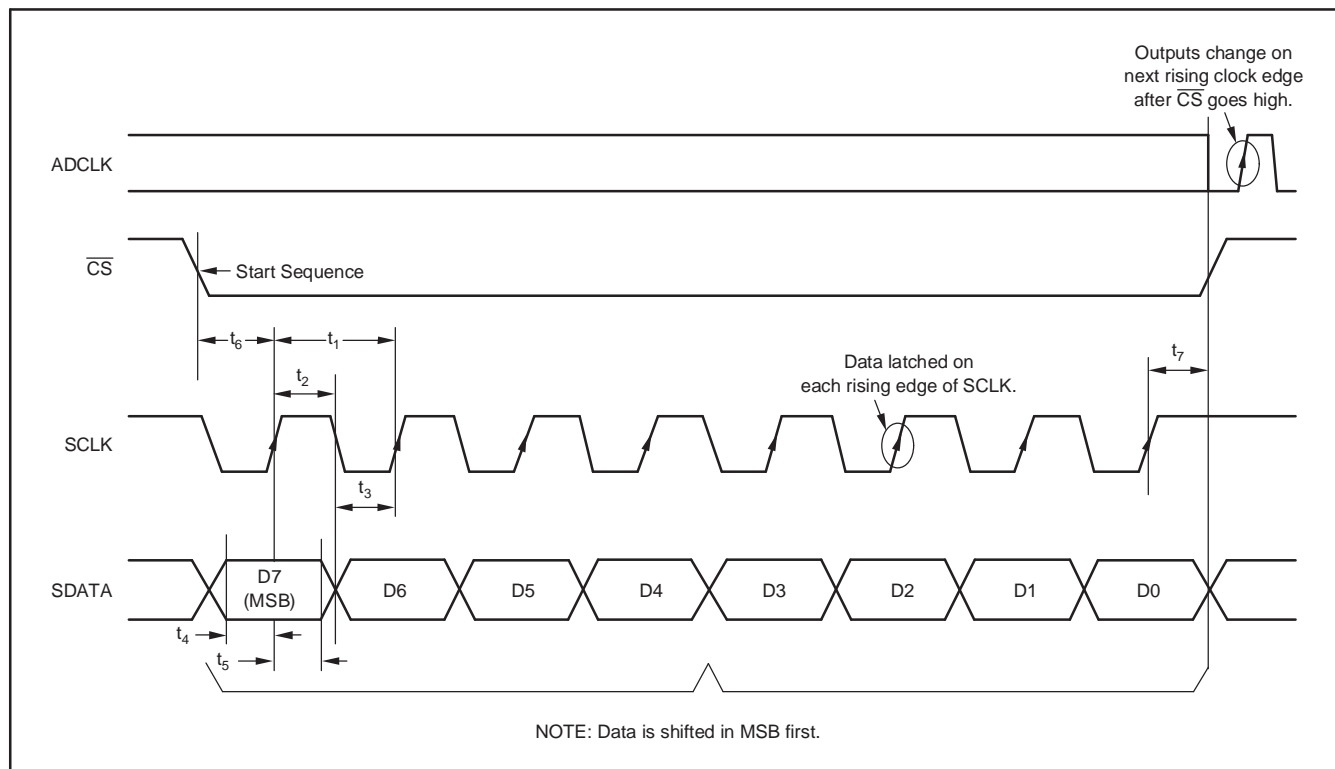 Outputs change on
next rising clock edge
after C̅S̅ goes high.
ADCLK
C̅S̅
Start Sequence
t₆
t₁
t₂
Data latched on
each rising edge of SCLK.
t₇
SCLK
t₃
SDATA
D7
(MSB)
D6
D5
D4
D3
D2
D1
D0
t₄
t₅
NOTE: Data is shifted in MSB first.